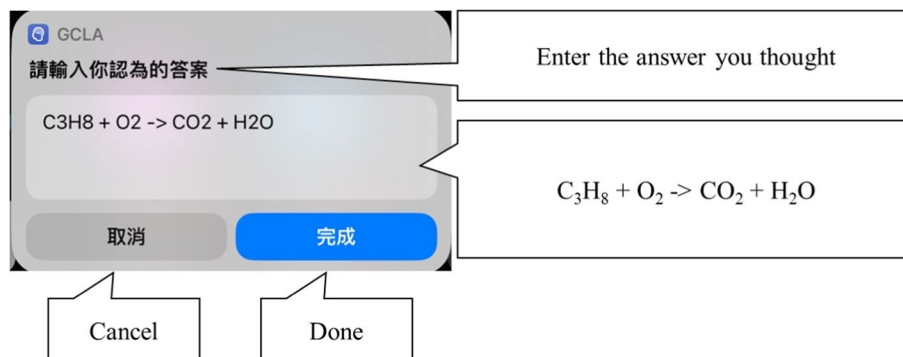 GCLA
請輸入你認為的答案
Enter the answer you thought
C3H8 + O2 -> CO2 + H2O
C₃H₈ + O₂ -> CO₂ + H₂O
取消
完成
Cancel
Done